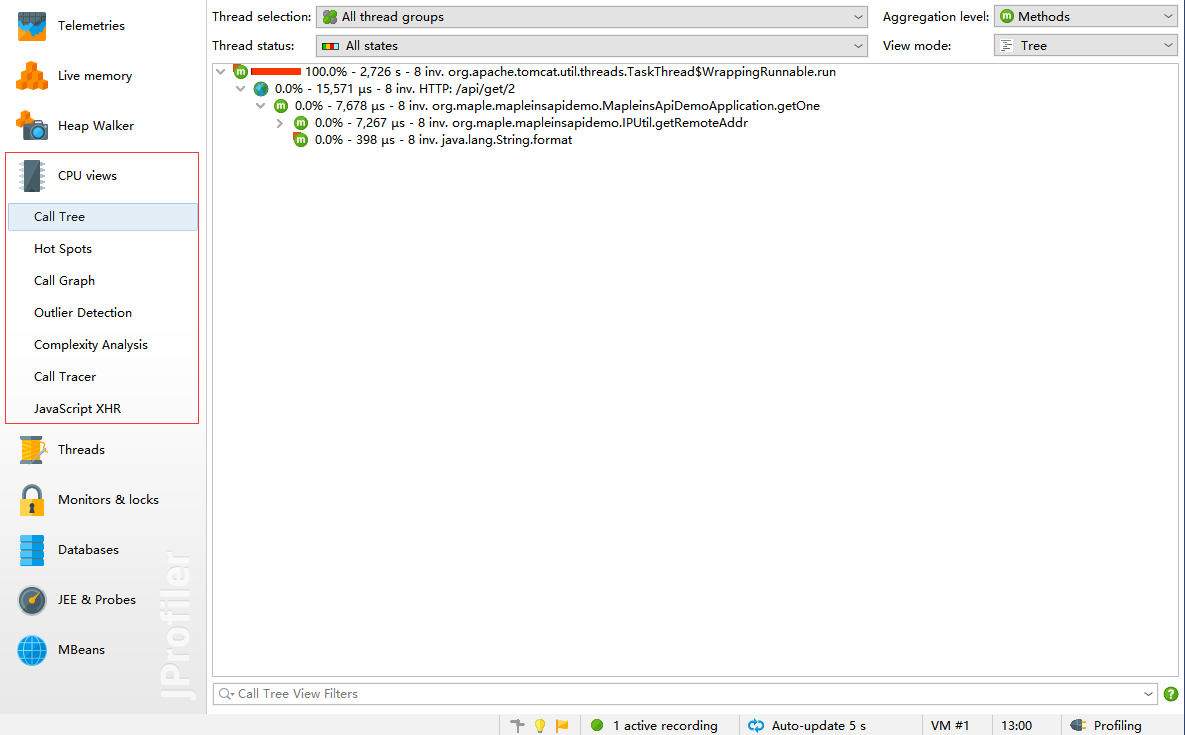 Telemetries
Live memory
Heap Walker
CPU views
Call Tree
Hot Spots
Call Graph
Outlier Detection
Complexity Analysis
Call Tracer
JavaScript XHR
Threads
Monitors & locks
Databases
JEE & Probes
MBeans
JProfiler
Thread selection: All thread groups Aggregation level: m Methods
Thread status: All states View mode: Tree
m 100.0% - 2,726 s - 8 inv. org.apache.tomcat.util.threads.TaskThread$WrappingRunnable.run
0.0% - 15,571 µs - 8 inv. HTTP: /api/get/2
m 0.0% - 7,678 µs - 8 inv. org.maple.mapleinsapidemo.MapleinsApiDemoApplication.getOne
m 0.0% - 7,267 µs - 8 inv. org.maple.mapleinsapidemo.IPUtil.getRemoteAddr
m 0.0% - 398 µs - 8 inv. java.lang.String.format
Call Tree View Filters ?
1 active recording Auto-update 5 s VM #1 13:00 Profiling